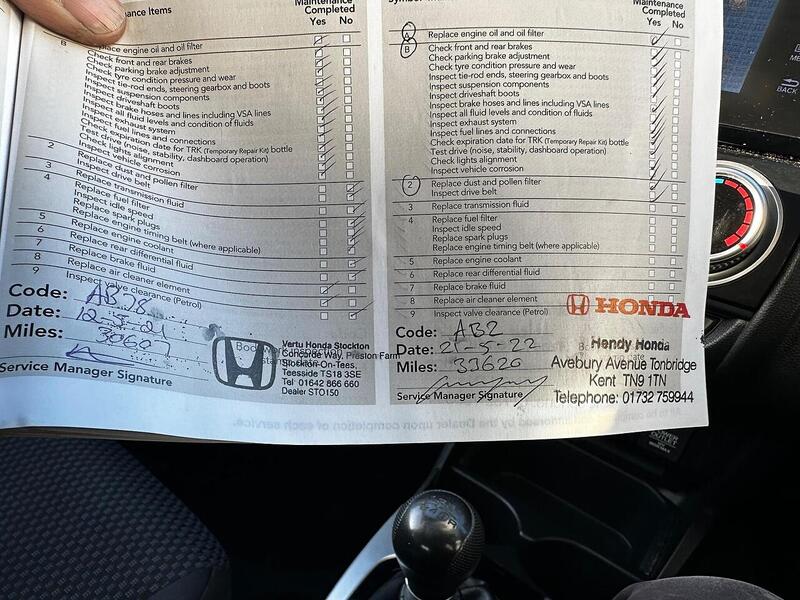 Maintenance
Completed
nance Items
Yes No
B Replace engine oil and oil filter
Check front and rear brakes
Check parking brake adjustment
Check tyre condition pressure and wear
Inspect tie-rod ends, steering gearbox and boots
Inspect suspension components
Inspect driveshaft boots
Inspect brake hoses and lines including VSA lines
Inspect all fluid levels and condition of fluids
Inspect exhaust system
Inspect fuel lines and connections
Check expiration date for TRK (Temporary Repair Kit) bottle
Test drive (noise, stability, dashboard operation)
Check lights alignment
Inspect vehicle corrosion
2 Replace dust and pollen filter
Inspect drive belt
3 Replace transmission fluid
4 Replace fuel filter
Inspect idle speed
Replace spark plugs
Replace engine timing belt (where applicable)
5 Replace engine coolant
6 Replace rear differential fluid
7 Replace brake fluid
8 Replace air cleaner element
9 Inspect valve clearance (Petrol)
Code: AB78
Date: 12-3-21
Miles: 30607
Service Manager Signature
Vertu Honda Stockton
Concorde Way, Preston Farm
Stockton-On-Tees,
Teesside TS18 3SE
Tel 01642 866 660
Dealer STO150
Maintenance
Completed
Yes No
A Replace engine oil and oil filter
B Check front and rear brakes
Check parking brake adjustment
Check tyre condition pressure and wear
Inspect tie-rod ends, steering gearbox and boots
Inspect suspension components
Inspect driveshaft boots
Inspect brake hoses and lines including VSA lines
Inspect all fluid levels and condition of fluids
Inspect exhaust system
Inspect fuel lines and connections
Check expiration date for TRK (Temporary Repair Kit) bottle
Test drive (noise, stability, dashboard operation)
Check lights alignment
Inspect vehicle corrosion
2 Replace dust and pollen filter
Inspect drive belt
3 Replace transmission fluid
4 Replace fuel filter
Inspect idle speed
Replace spark plugs
Replace engine timing belt (where applicable)
5 Replace engine coolant
6 Replace rear differential fluid
7 Replace brake fluid
8 Replace air cleaner element
9 Inspect valve clearance (Petrol)
HONDA
Code: AB2
Date: 21-5-22
Miles: 33620
Service Manager Signature
Hendy Honda
Avebury Avenue Tonbridge
Kent TN9 1TN
Telephone: 01732 759944
BACK